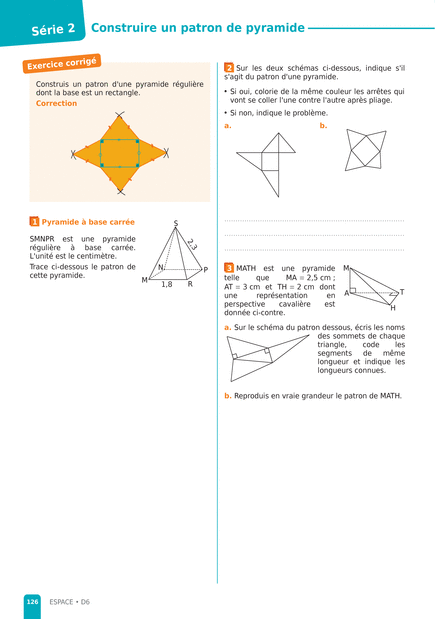 Série 2
Construire un patron de pyramide
Exercice corrigé
Construis un patron d'une pyramide régulière
dont la base est un rectangle.
Correction
1 Pyramide à base carrée
SMNPR est une pyramide
régulière à base carrée.
L'unité est le centimètre.
Trace ci-dessous le patron de
cette pyramide.
S
2,3
N
P
M
1,8
R
2 Sur les deux schémas ci-dessous, indique s'il
s'agit du patron d'une pyramide.
• Si oui, colorie de la même couleur les arrêtes qui
vont se coller l'une contre l'autre après pliage.
• Si non, indique le problème.
a.
b.
3 MATH est une pyramide
telle que MA = 2,5 cm ;
AT = 3 cm et TH = 2 cm dont
une représentation en
perspective cavalière est
donnée ci-contre.
M
A
T
H
a. Sur le schéma du patron dessous, écris les noms
des sommets de chaque
triangle, code les
segments de même
longueur et indique les
longueurs connues.
b. Reproduis en vraie grandeur le patron de MATH.
126
ESPACE • D6